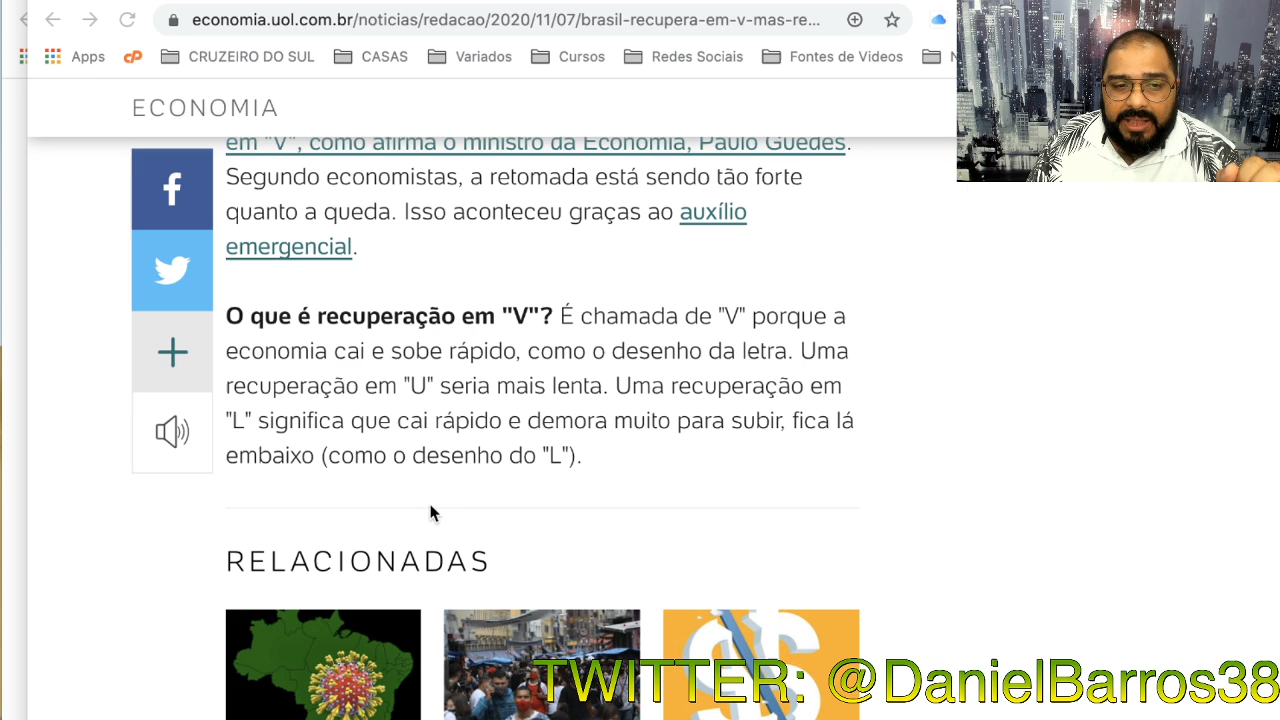 economia.uol.com.br/noticias/redacao/2020/11/07/brasil-recupera-em-v-mas-re...
Apps CRUZEIRO DO SUL CASAS Variados Cursos Redes Sociais Fontes de Videos N
ECONOMIA
em "V", como afirma o ministro da Economia, Paulo Guedes.
Segundo economistas, a retomada está sendo tão forte
quanto a queda. Isso aconteceu graças ao auxílio
emergencial.
O que é recuperação em "V"? É chamada de "V" porque a
economia cai e sobe rápido, como o desenho da letra. Uma
recuperação em "U" seria mais lenta. Uma recuperação em
"L" significa que cai rápido e demora muito para subir, fica lá
embaixo (como o desenho do "L").
RELACIONADAS
TWITTER: @DanielBarros38